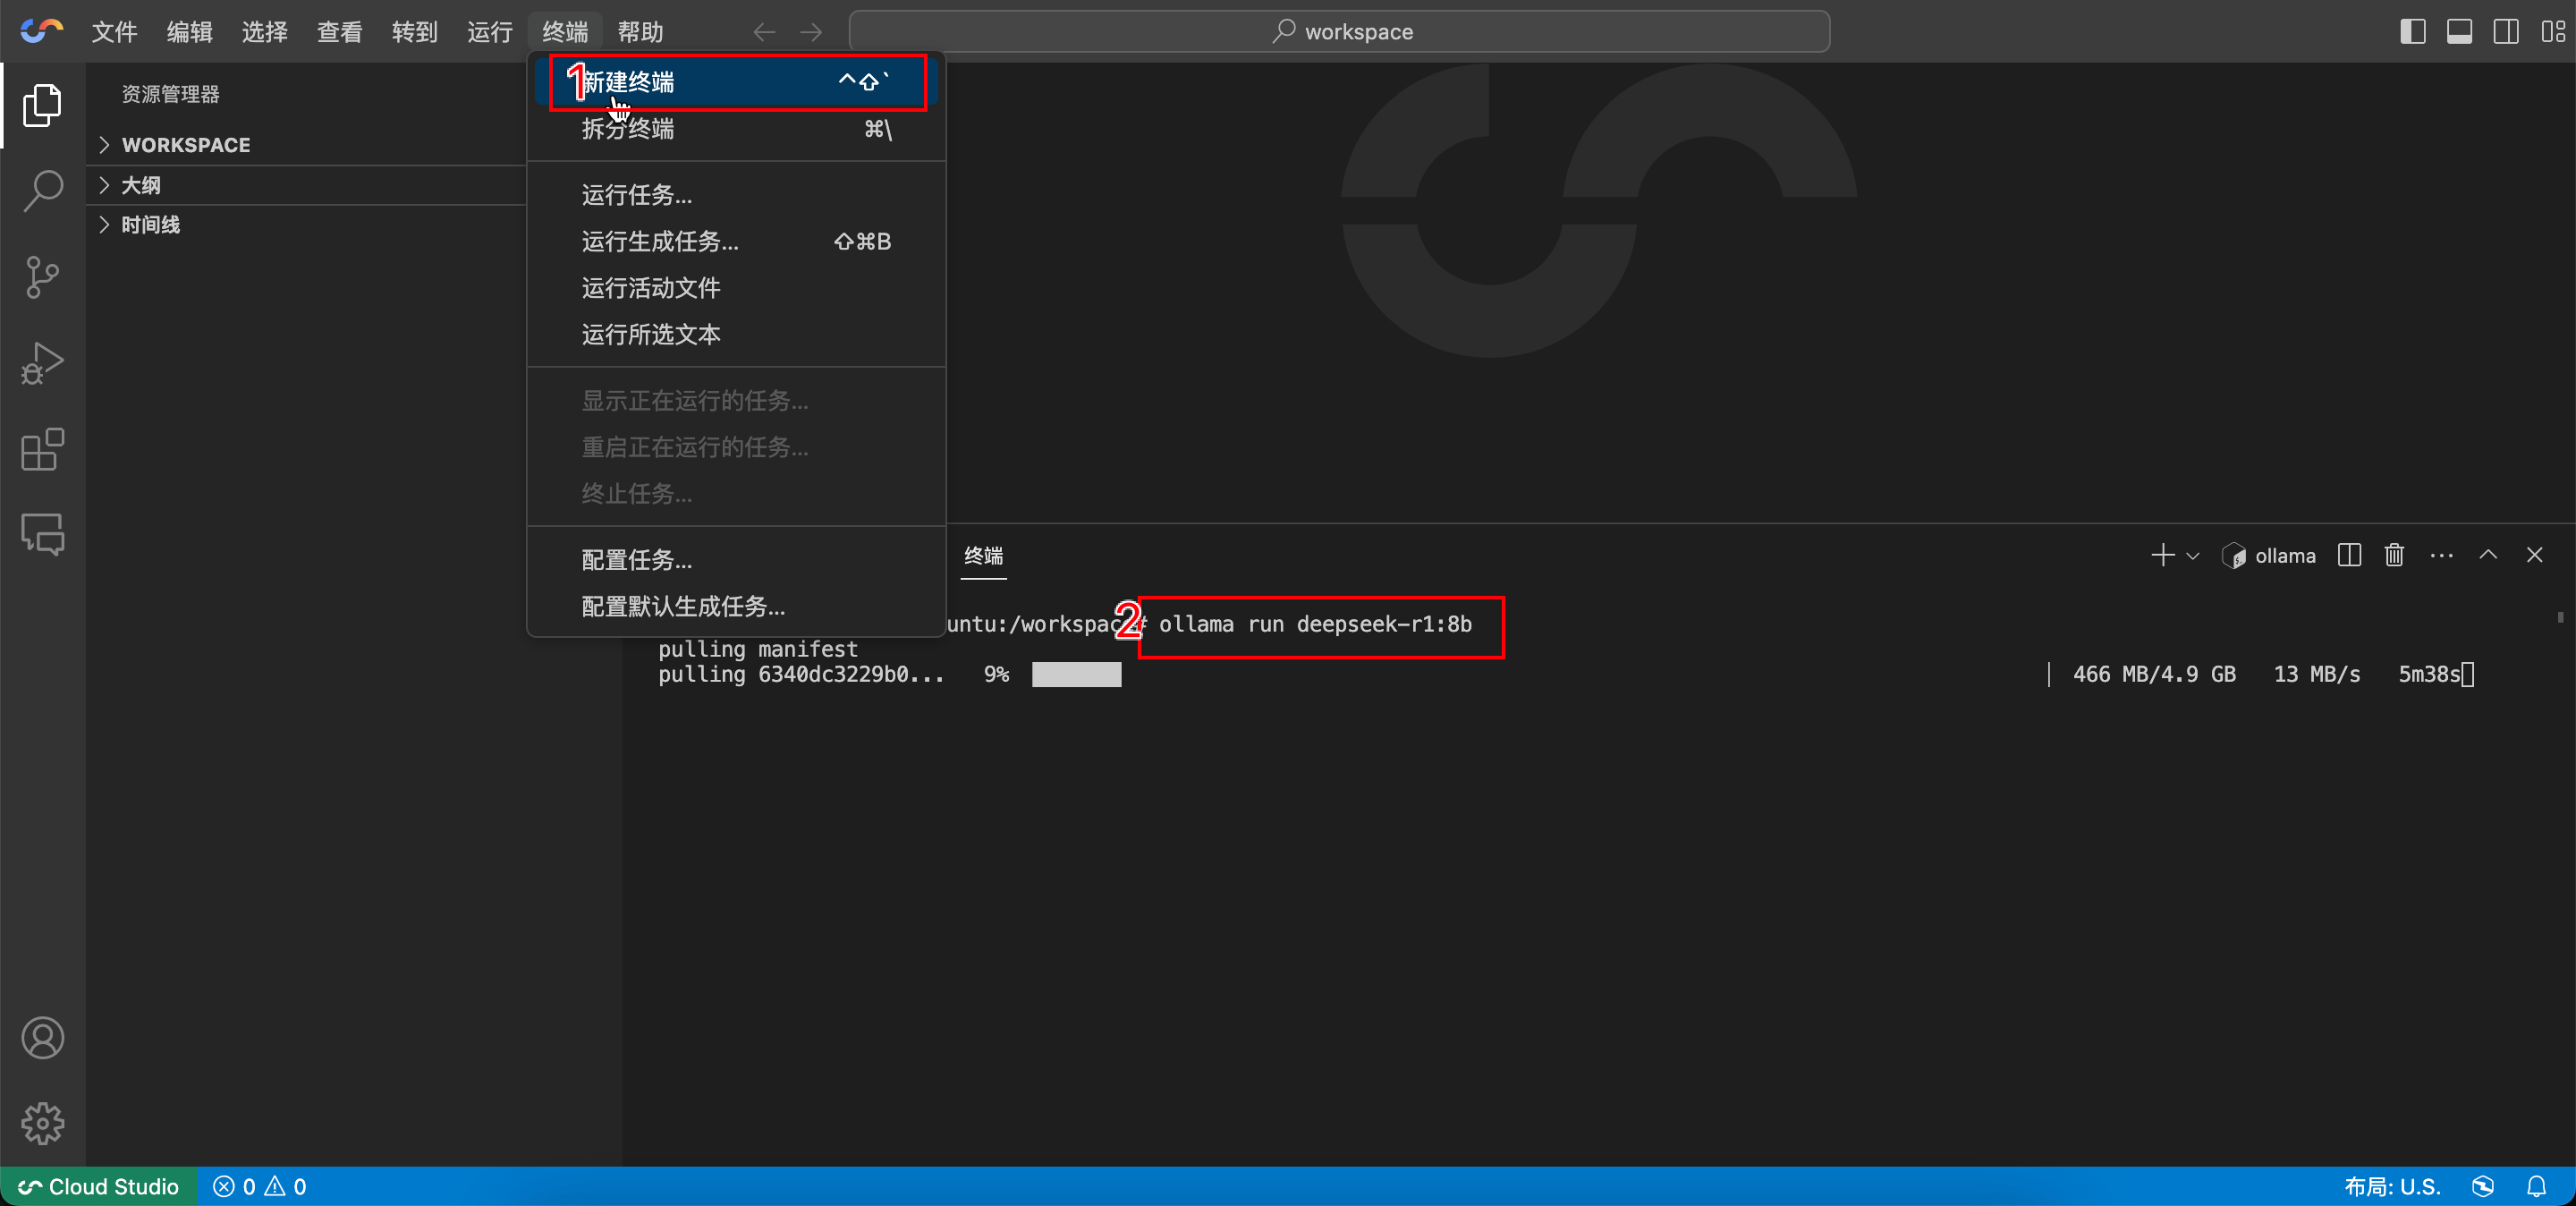 文件 编辑 选择 查看 转到 运行 终端 帮助 workspace
资源管理器
WORKSPACE
大纲
时间线
1 新建终端 ^⇧`
拆分终端 ⌘\
运行任务...
运行生成任务... ⇧⌘B
运行活动文件
运行所选文本
显示正在运行的任务...
重启正在运行的任务...
终止任务...
配置任务...
配置默认生成任务...
终端 ollama
untu:/workspace# ollama run deepseek-r1:8b
2
pulling manifest
pulling 6340dc3229b0... 9% 466 MB/4.9 GB 13 MB/s 5m38s
Cloud Studio 0 0 布局: U.S.